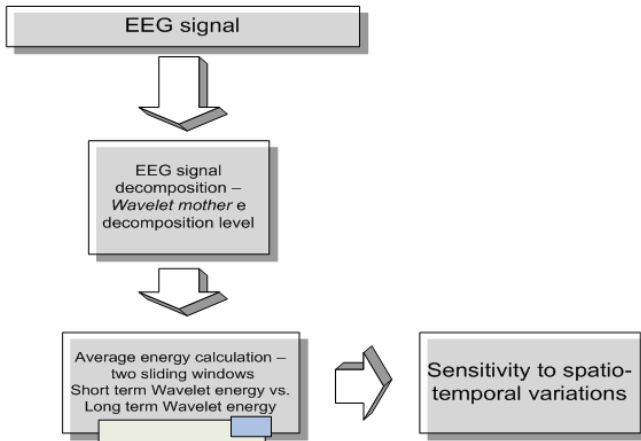 EEG signal
EEG signal
decomposition –
Wavelet mother e
decomposition level
Average energy calculation –
two sliding windows
Short term Wavelet energy vs.
Long term Wavelet energy
Sensitivity to spatio-
temporal variations